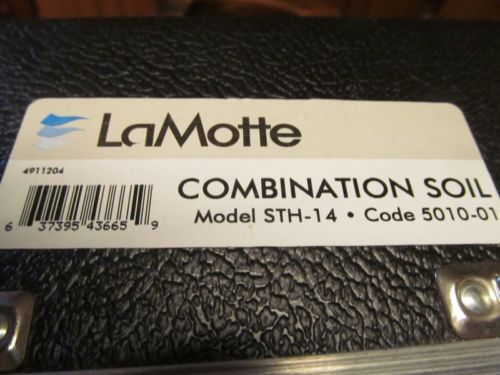 LaMotte
4911204
COMBINATION SOIL
Model STH-14 • Code 5010-01
6 37395 43665 9